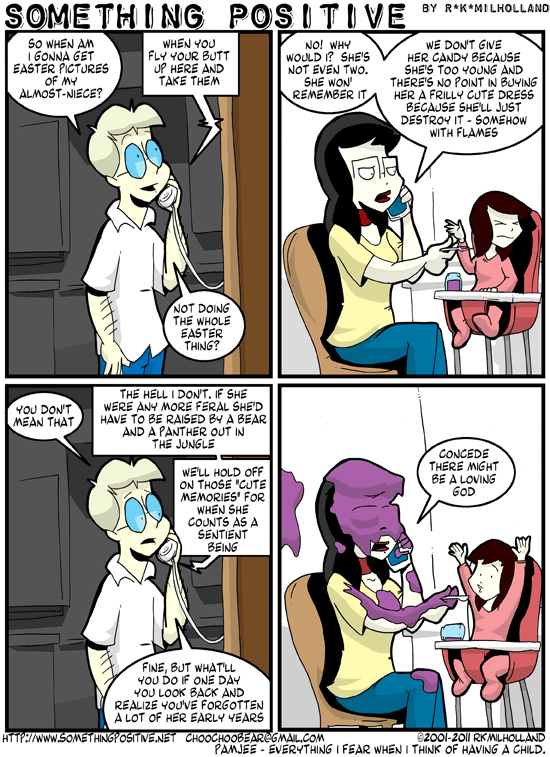 SOMETHING POSITIVE
BY R*K*MILHOLLAND
SO WHEN AM
I GONNA GET
EASTER PICTURES
OF MY
ALMOST-NIECE?
WHEN YOU
FLY YOUR BUTT
UP HERE AND
TAKE THEM
NOT DOING
THE WHOLE
EASTER
THING?
NO! WHY
WOULD I? SHE'S
NOT EVEN TWO.
SHE WON'
REMEMBER IT
WE DON'T GIVE
HER CANDY BECAUSE
SHE'S TOO YOUNG AND
THERE'S NO POINT IN BUYING
HER A FRILLY CUTE DRESS
BECAUSE SHE'LL JUST
DESTROY IT - SOMEHOW
WITH FLAMES
YOU DON'T
MEAN THAT
THE HELL I DON'T. IF SHE
WERE ANY MORE FERAL SHE'D
HAVE TO BE RAISED BY A BEAR
AND A PANTHER OUT IN
THE JUNGLE
WE'LL HOLD OFF
ON THOSE "CUTE
MEMORIES" FOR
WHEN SHE
COUNTS AS A
SENTIENT
BEING
FINE, BUT WHAT'LL
YOU DO IF ONE DAY
YOU LOOK BACK AND
REALIZE YOU'VE FORGOTTEN
A LOT OF HER EARLY YEARS
CONCEDE
THERE MIGHT
BE A LOVING
GOD
HTTP://WWW.SOMETHINGPOSITIVE.NET CHOOCHOOBEAR@GMAIL.COM ©2001-2011 RKMILHOLLAND
PAMJEE - EVERYTHING I FEAR WHEN I THINK OF HAVING A CHILD.